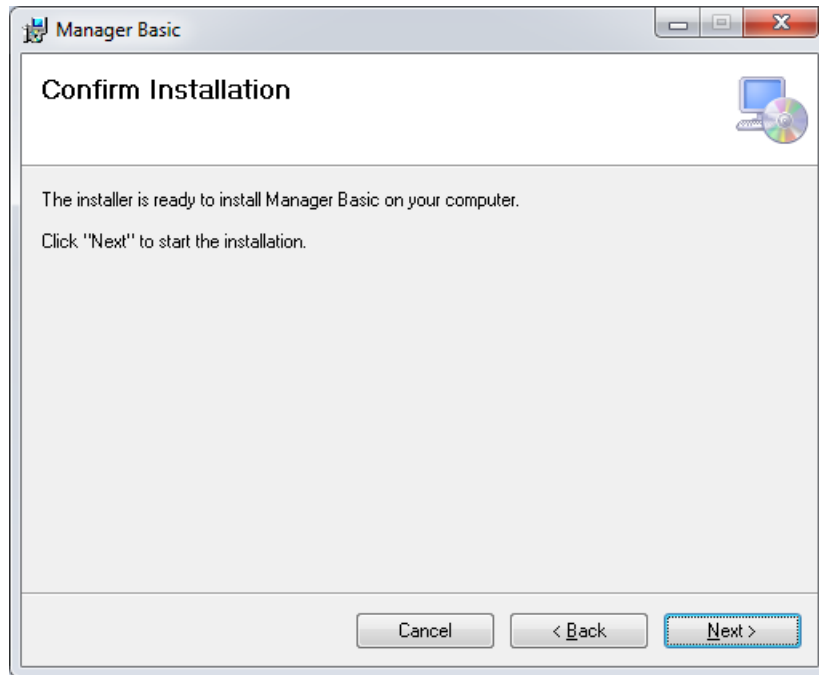 Manager Basic
Confirm Installation
The installer is ready to install Manager Basic on your computer.
Click "Next" to start the installation.
Cancel
< Back
Next >